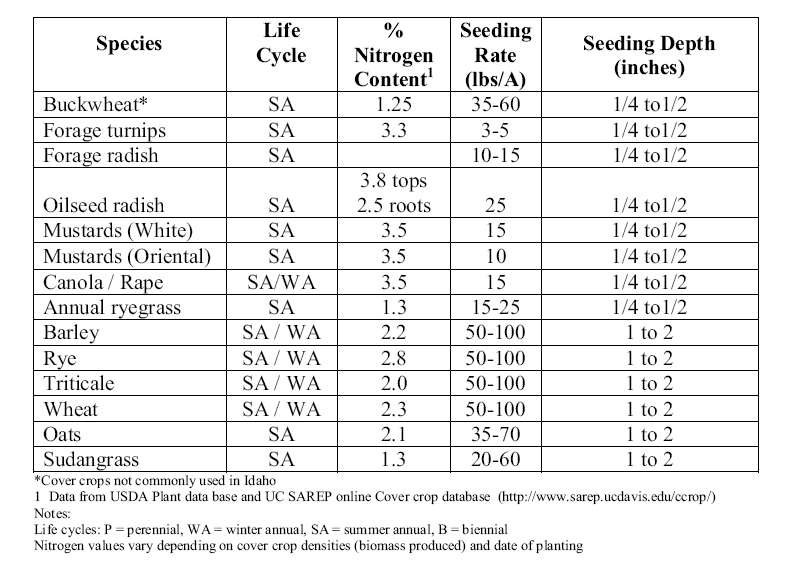 Species Life Cycle % Nitrogen Content1 Seeding Rate (lbs/A) Seeding Depth (inches)
Buckwheat* SA 1.25 35-60 1/4 to1/2
Forage turnips SA 3.3 3-5 1/4 to1/2
Forage radish SA 10-15 1/4 to1/2
Oilseed radish SA 3.8 tops 2.5 roots 25 1/4 to1/2
Mustards (White) SA 3.5 15 1/4 to1/2
Mustards (Oriental) SA 3.5 10 1/4 to1/2
Canola / Rape SA/WA 3.5 15 1/4 to1/2
Annual ryegrass SA 1.3 15-25 1/4 to1/2
Barley SA / WA 2.2 50-100 1 to 2
Rye SA / WA 2.8 50-100 1 to 2
Triticale SA / WA 2.0 50-100 1 to 2
Wheat SA / WA 2.3 50-100 1 to 2
Oats SA 2.1 35-70 1 to 2
Sudangrass SA 1.3 20-60 1 to 2
*Cover crops not commonly used in Idaho
1 Data from USDA Plant data base and UC SAREP online Cover crop database (http://www.sarep.ucdavis.edu/ccrop/)
Notes:
Life cycles: P = perennial, WA = winter annual, SA = summer annual, B = biennial
Nitrogen values vary depending on cover crop densities (biomass produced) and date of planting